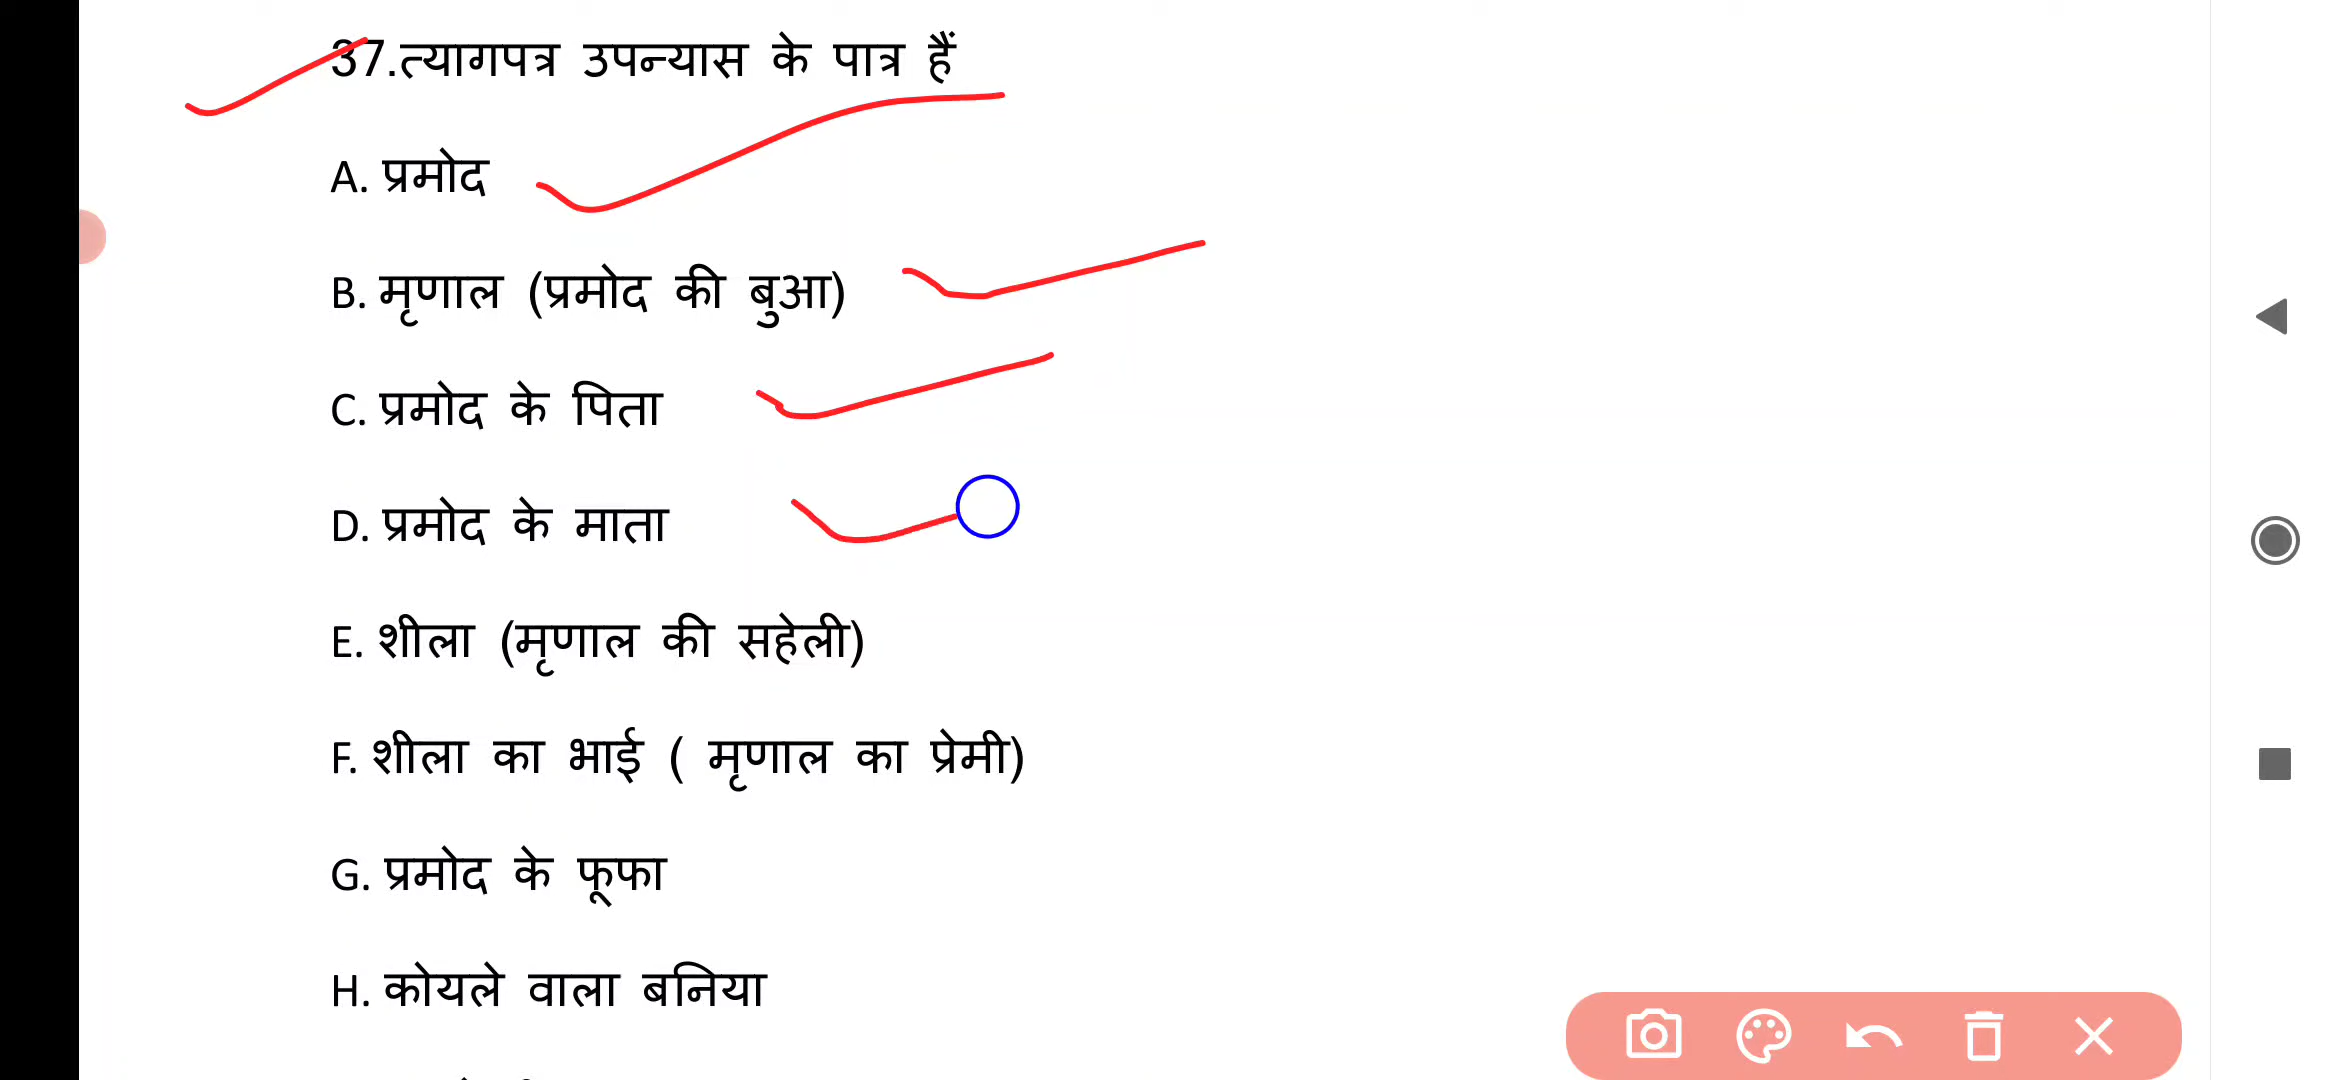 37.त्यागपत्र उपन्यास के पात्र हैं
A. प्रमोद
B. मृणाल (प्रमोद की बुआ)
C. प्रमोद के पिता
D. प्रमोद के माता
E. शीला (मृणाल की सहेली)
F. शीला का भाई ( मृणाल का प्रेमी)
G. प्रमोद के फूफा
H. कोयले वाला बनिया